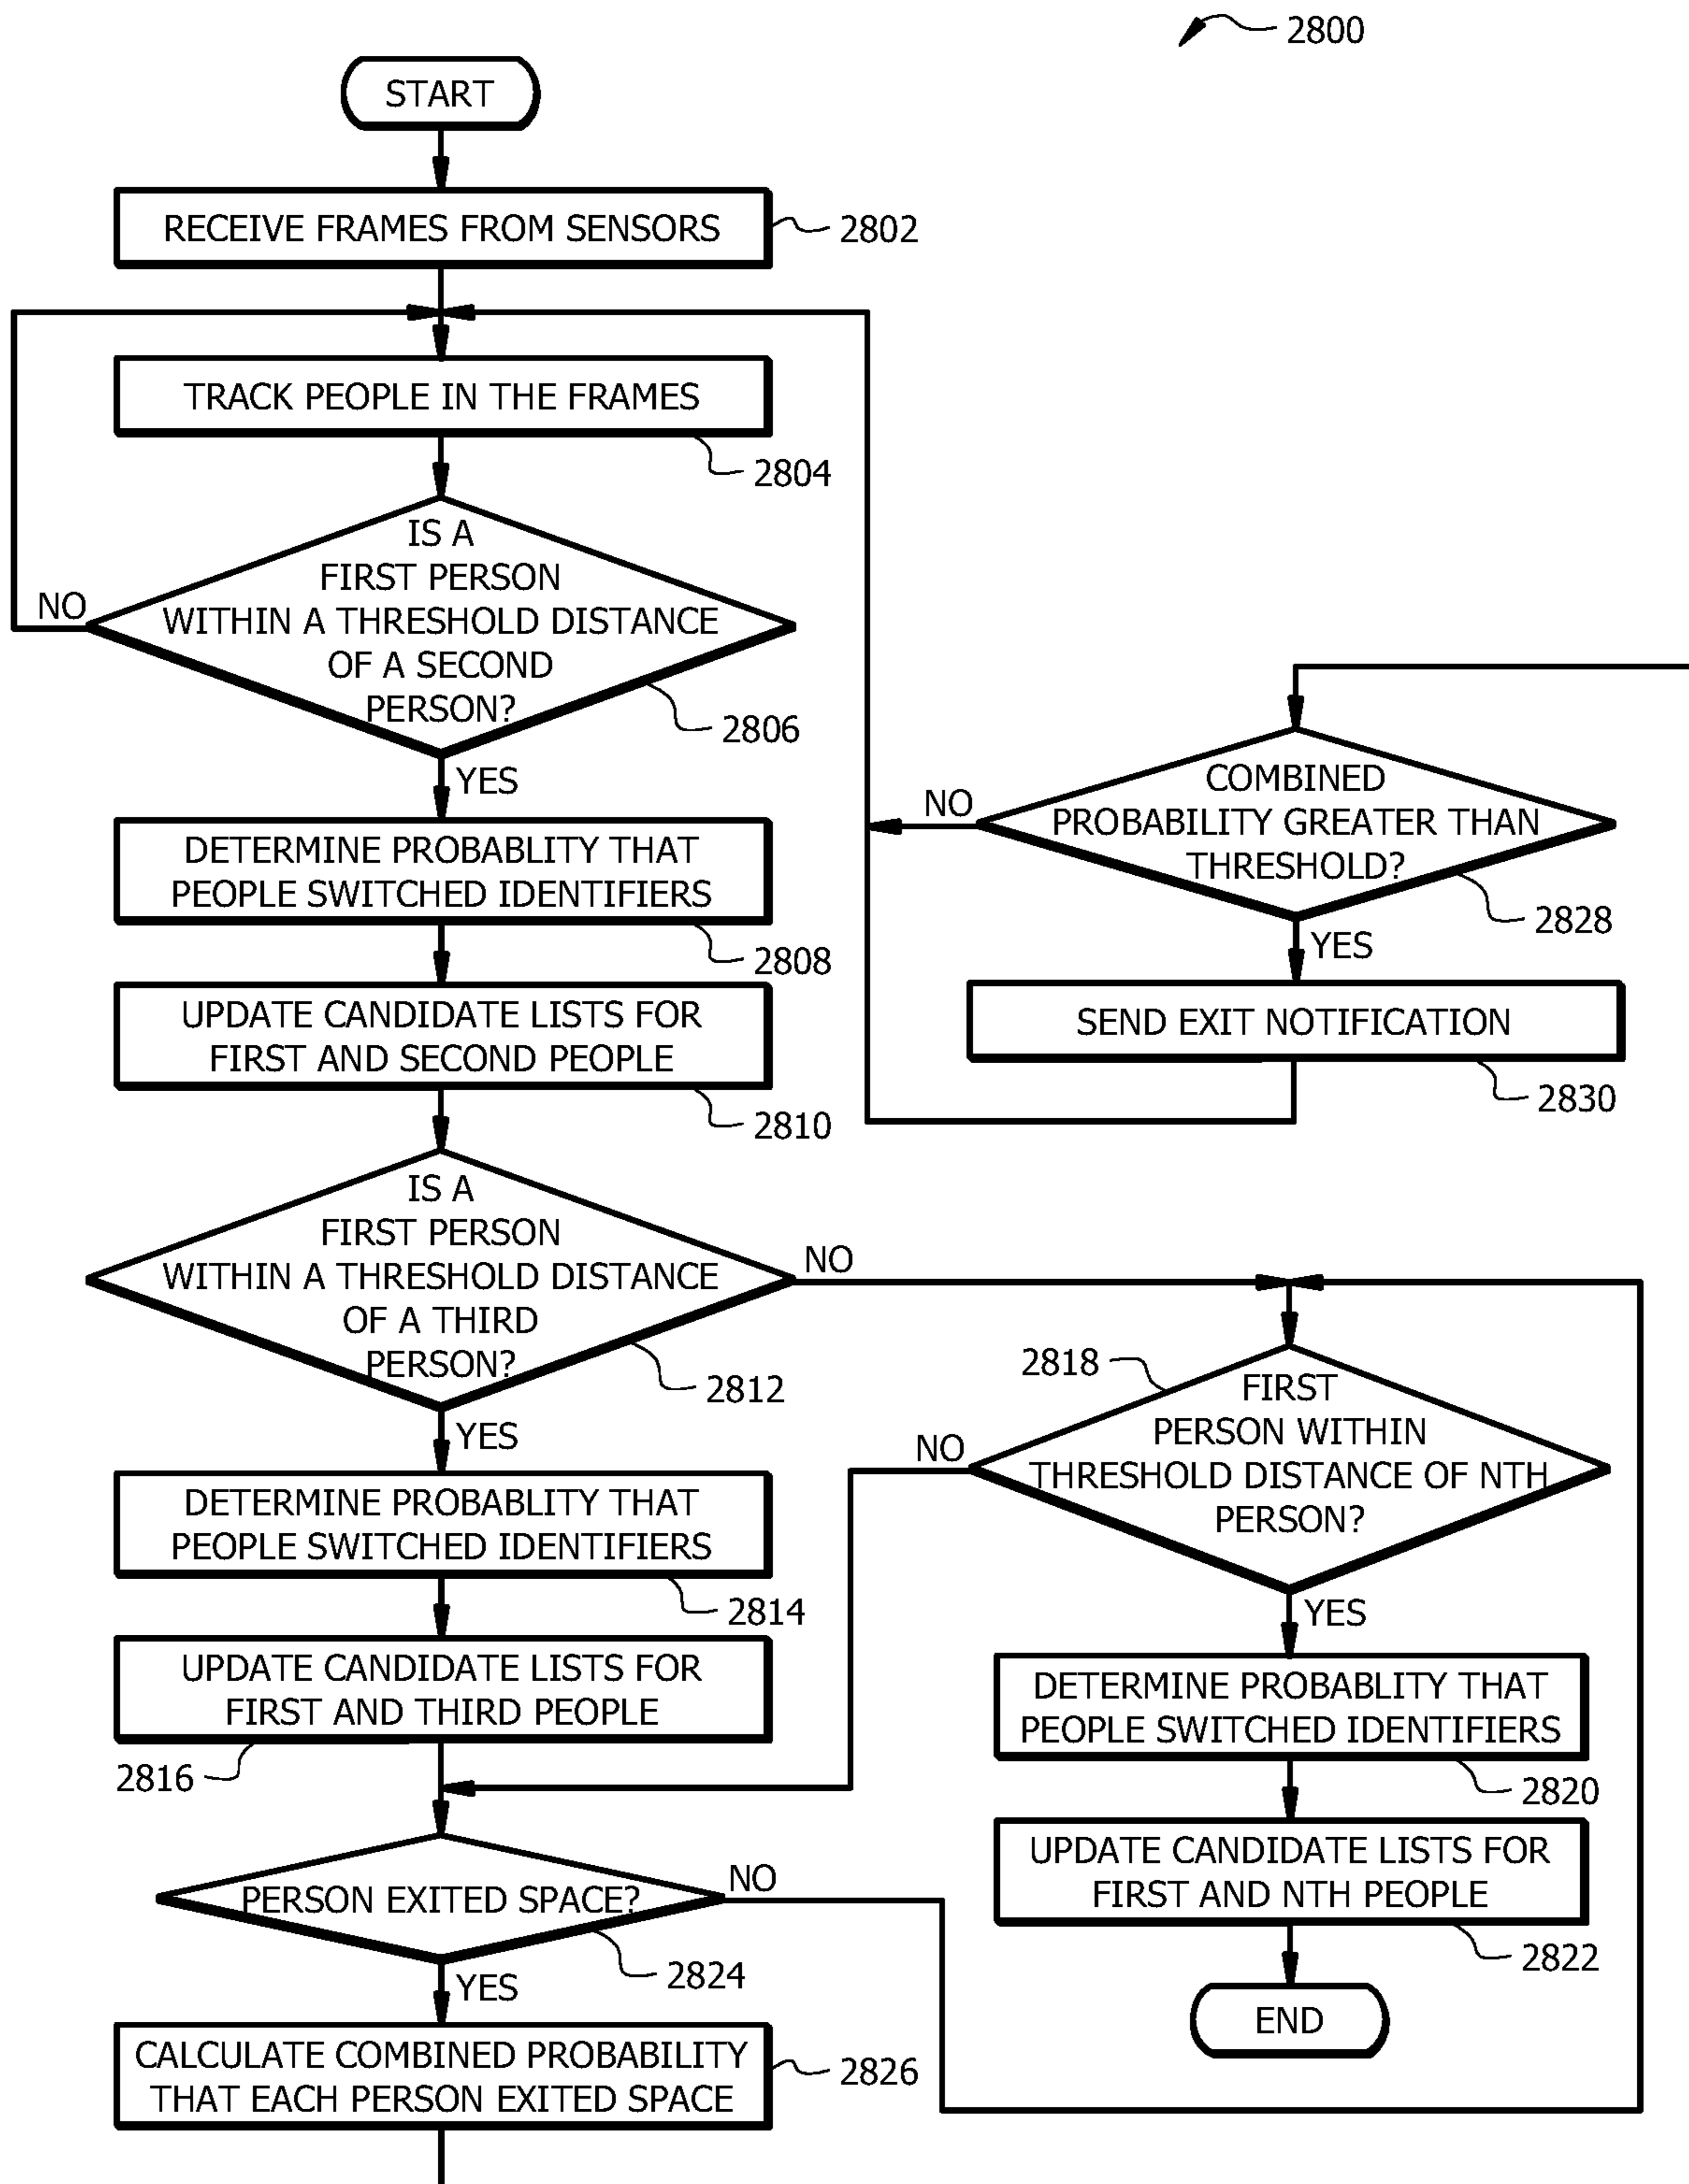 2800
START
RECEIVE FRAMES FROM SENSORS
2802
TRACK PEOPLE IN THE FRAMES
2804
IS A
FIRST PERSON
WITHIN A THRESHOLD DISTANCE
OF A SECOND
PERSON?
NO
2806
YES
DETERMINE PROBABLITY THAT
PEOPLE SWITCHED IDENTIFIERS
2808
UPDATE CANDIDATE LISTS FOR
FIRST AND SECOND PEOPLE
2810
IS A
FIRST PERSON
WITHIN A THRESHOLD DISTANCE
OF A THIRD
PERSON?
NO
2812
YES
DETERMINE PROBABLITY THAT
PEOPLE SWITCHED IDENTIFIERS
2814
UPDATE CANDIDATE LISTS FOR
FIRST AND THIRD PEOPLE
2816
PERSON EXITED SPACE?
NO
2824
YES
CALCULATE COMBINED PROBABILITY
THAT EACH PERSON EXITED SPACE
2826
COMBINED
PROBABILITY GREATER THAN
THRESHOLD?
NO
2828
YES
SEND EXIT NOTIFICATION
2830
2818
FIRST
PERSON WITHIN
THRESHOLD DISTANCE OF NTH
PERSON?
NO
YES
DETERMINE PROBABLITY THAT
PEOPLE SWITCHED IDENTIFIERS
2820
UPDATE CANDIDATE LISTS FOR
FIRST AND NTH PEOPLE
2822
END